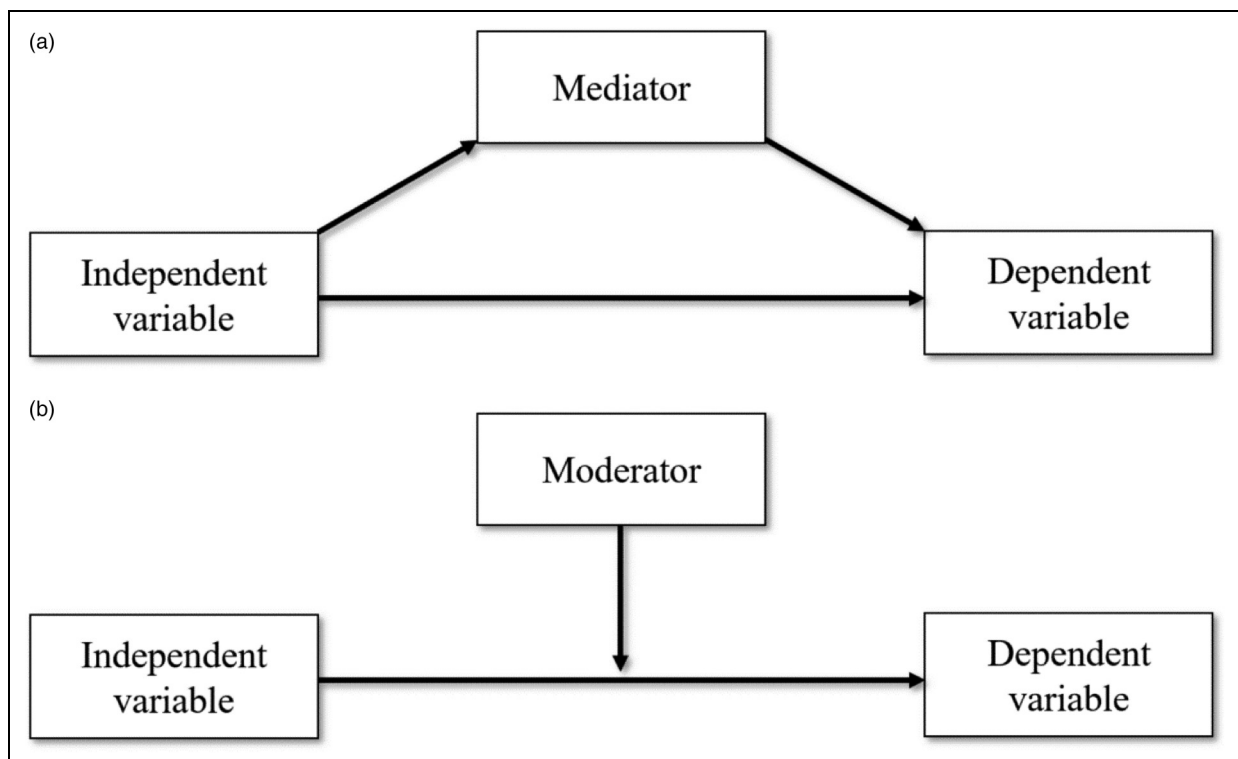 (a)
Mediator
Independent
variable
Dependent
variable
(b)
Moderator
Independent
variable
Dependent
variable